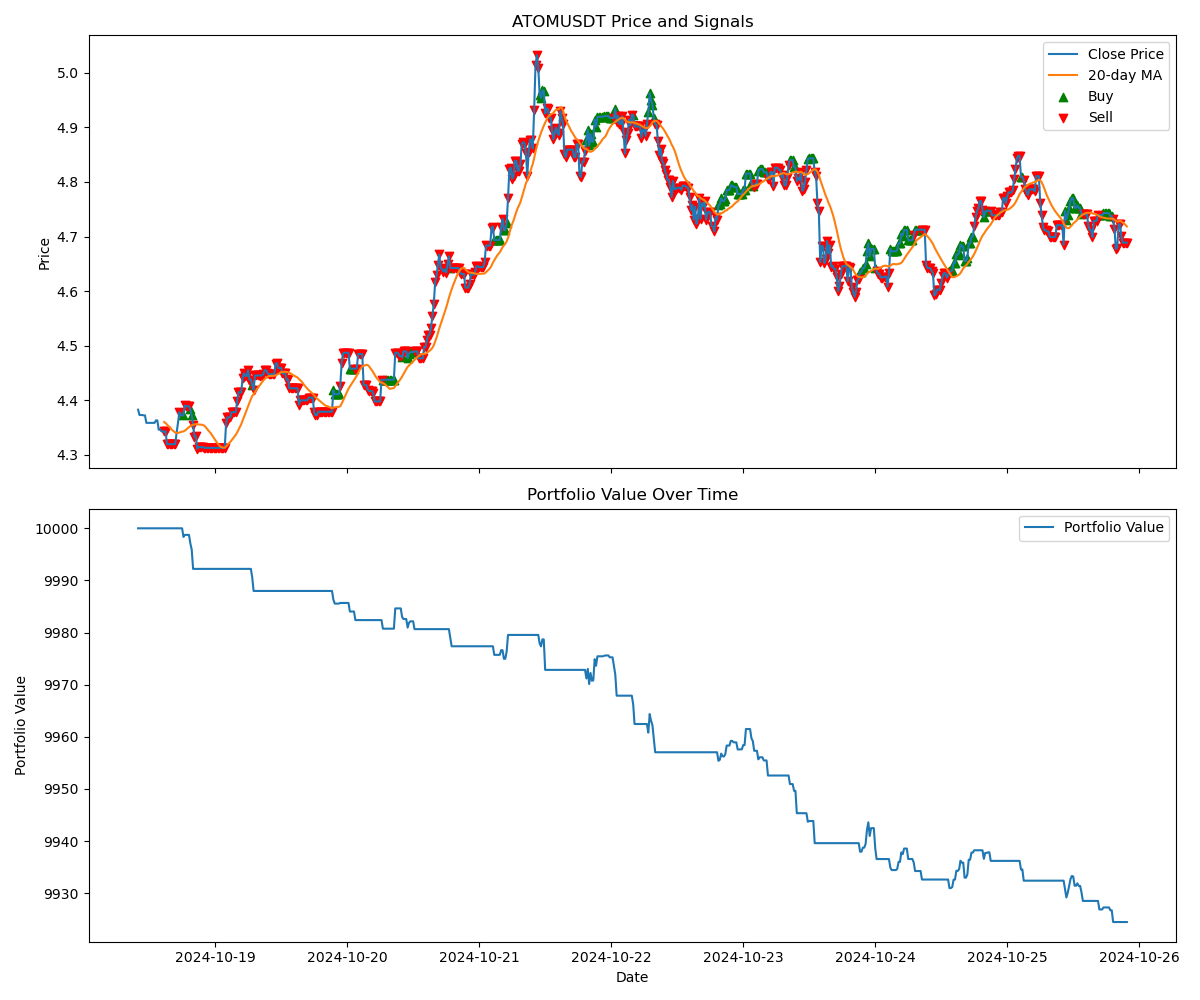 ATOMUSDT Price and Signals
Close Price
20-day MA
Buy
Sell
5.0
4.9
4.8
4.7
4.6
4.5
4.4
4.3
Price
Portfolio Value Over Time
Portfolio Value
10000
9990
9980
9970
9960
9950
9940
9930
Portfolio Value
2024-10-19 2024-10-20 2024-10-21 2024-10-22 2024-10-23 2024-10-24 2024-10-25 2024-10-26
Date